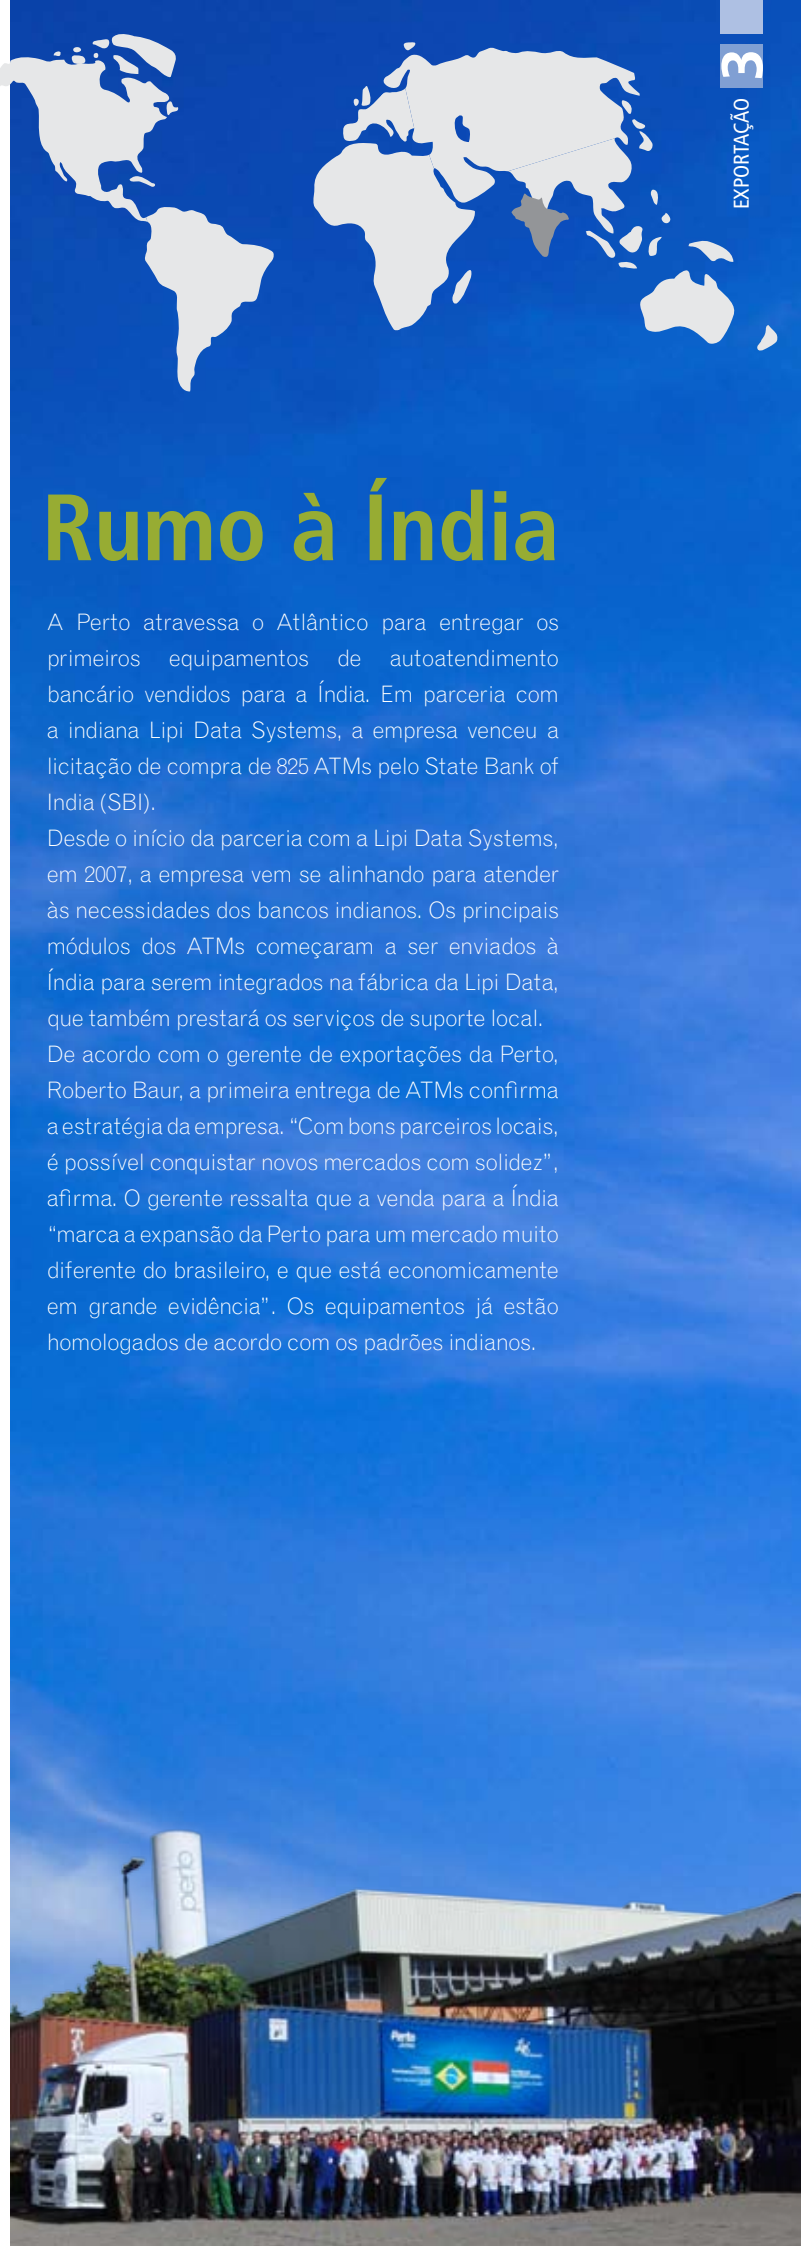 3
EXPORTAÇÃO
Rumo à Índia
A Perto atravessa o Atlântico para entregar os
primeiros equipamentos de autoatendimento
bancário vendidos para a Índia. Em parceria com
a indiana Lipi Data Systems, a empresa venceu a
licitação de compra de 825 ATMs pelo State Bank of
India (SBI).
Desde o início da parceria com a Lipi Data Systems,
em 2007, a empresa vem se alinhando para atender
às necessidades dos bancos indianos. Os principais
módulos dos ATMs começaram a ser enviados à
Índia para serem integrados na fábrica da Lipi Data,
que também prestará os serviços de suporte local.
De acordo com o gerente de exportações da Perto,
Roberto Baur, a primeira entrega de ATMs confirma
a estratégia da empresa. “Com bons parceiros locais,
é possível conquistar novos mercados com solidez”,
afirma. O gerente ressalta que a venda para a Índia
“marca a expansão da Perto para um mercado muito
diferente do brasileiro, e que está economicamente
em grande evidência”. Os equipamentos já estão
homologados de acordo com os padrões indianos.
perto
Perto